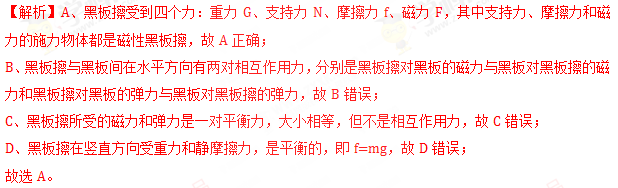 【解析】A、黑板擦受到四个力：重力 G、支持力 N、摩擦力 f、磁力 F，其中支持力、摩擦力和磁
力的施力物体都是磁性黑板擦，故 A 正确；
B、黑板擦与黑板间在水平方向有两对相互作用力，分别是黑板擦对黑板的磁力与黑板对黑板擦的磁
力和黑板擦对黑板的弹力与黑板对黑板擦的弹力，故 B 错误；
C、黑板擦所受的磁力和弹力是一对平衡力，大小相等，但不是相互作用力，故 C 错误；
D、黑板擦在竖直方向受重力和静摩擦力，是平衡的，即 f=mg，故 D 错误；
故选 A。